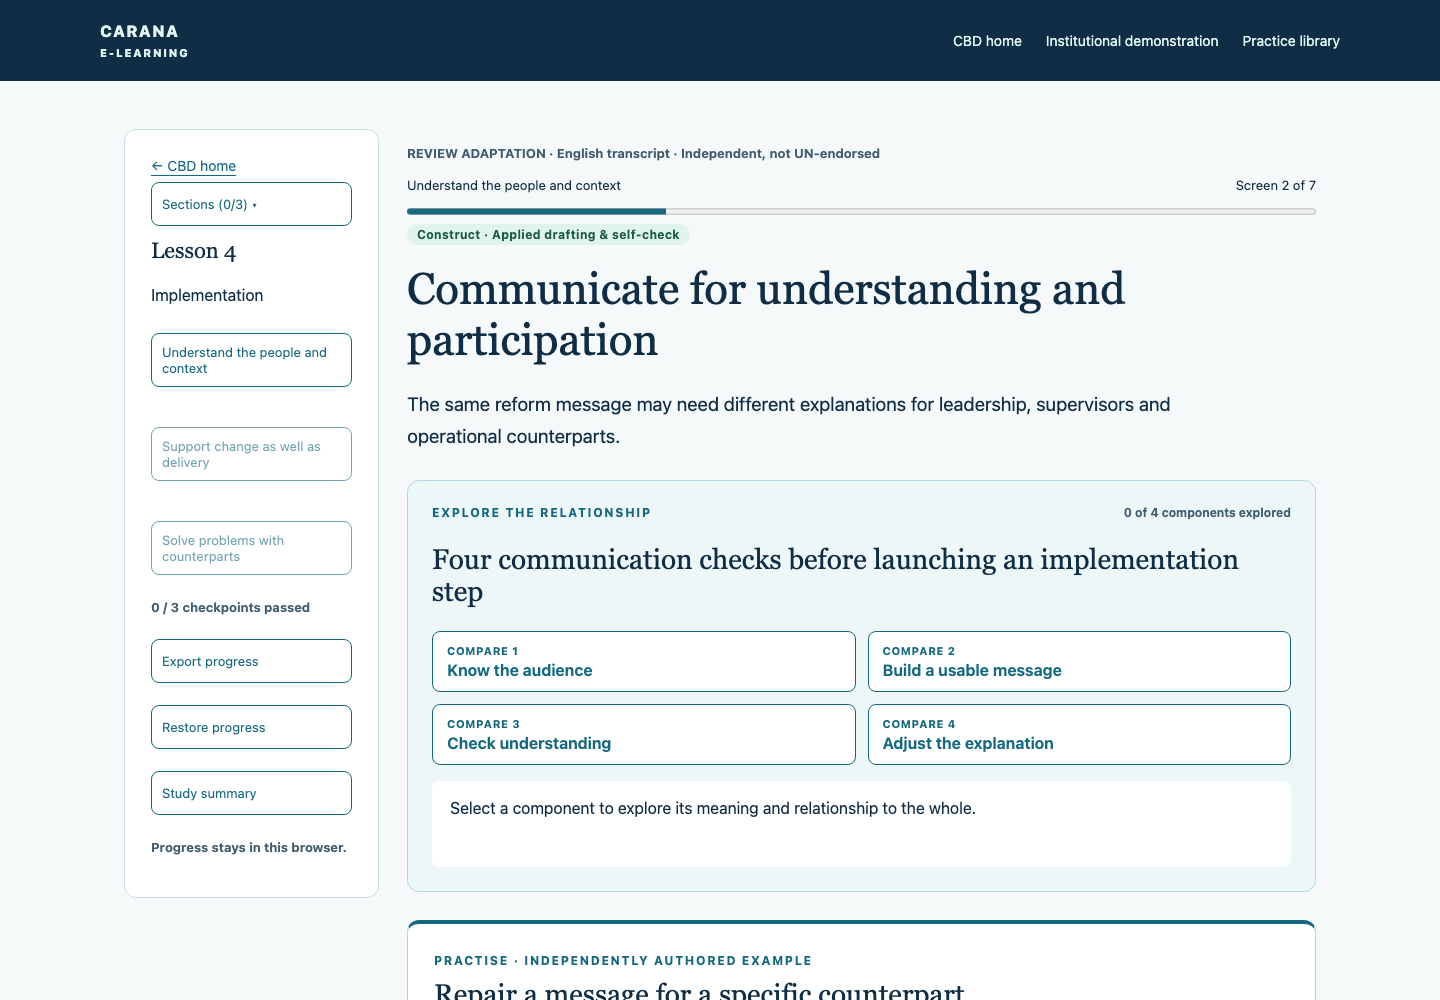 CARANA
E-LEARNING
CBD home
Institutional demonstration
Practice library
← CBD home
Sections (0/3) ▾
Lesson 4
Implementation
Understand the people and
context
Support change as well as
delivery
Solve problems with
counterparts
0 / 3 checkpoints passed
Export progress
Restore progress
Study summary
Progress stays in this browser.
REVIEW ADAPTATION · English transcript · Independent, not UN-endorsed
Understand the people and context
Screen 2 of 7
Construct · Applied drafting & self-check
Communicate for understanding and
participation
The same reform message may need different explanations for leadership, supervisors and
operational counterparts.
EXPLORE THE RELATIONSHIP
0 of 4 components explored
Four communication checks before launching an implementation
step
COMPARE 1
Know the audience
COMPARE 2
Build a usable message
COMPARE 3
Check understanding
COMPARE 4
Adjust the explanation
Select a component to explore its meaning and relationship to the whole.
PRACTISE · INDEPENDENTLY AUTHORED EXAMPLE
Repair a message for a specific counterpart